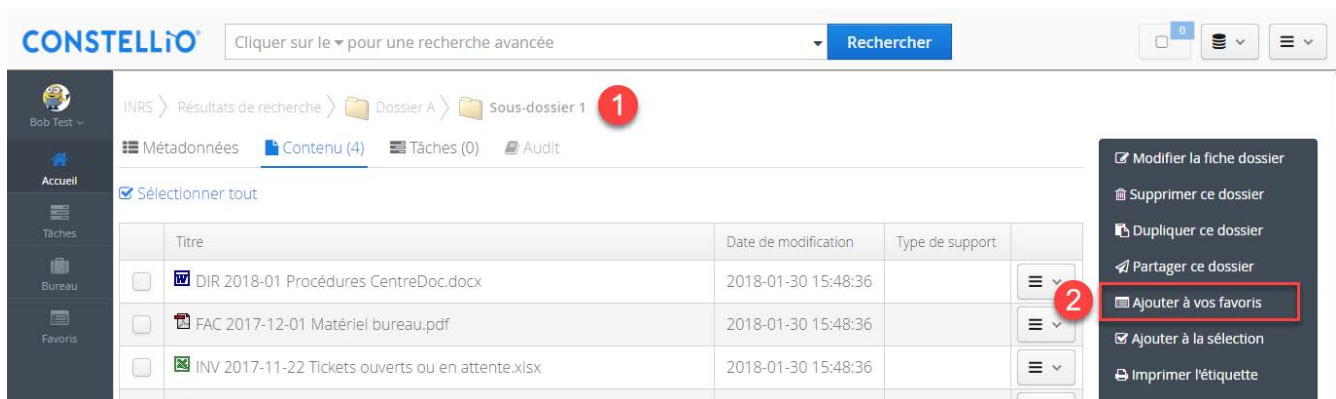 CONSTELLiO Cliquer sur le pour une recherche avancée Rechercher 0
Bob Test
INRS Résultats de recherche Dossier A Sous-dossier 1 1
Métadonnées Contenu (4) Tâches (0) Audit
Accueil
Sélectionner tout
Tâches
Bureau
Favoris
Titre Date de modification Type de support
DIR 2018-01 Procédures CentreDoc.docx 2018-01-30 15:48:36
FAC 2017-12-01 Matériel bureau.pdf 2018-01-30 15:48:36
INV 2017-11-22 Tickets ouverts ou en attente.xlsx 2018-01-30 15:48:36
Modifier la fiche dossier
Supprimer ce dossier
Dupliquer ce dossier
Partager ce dossier
2 Ajouter à vos favoris
Ajouter à la sélection
Imprimer l'étiquette